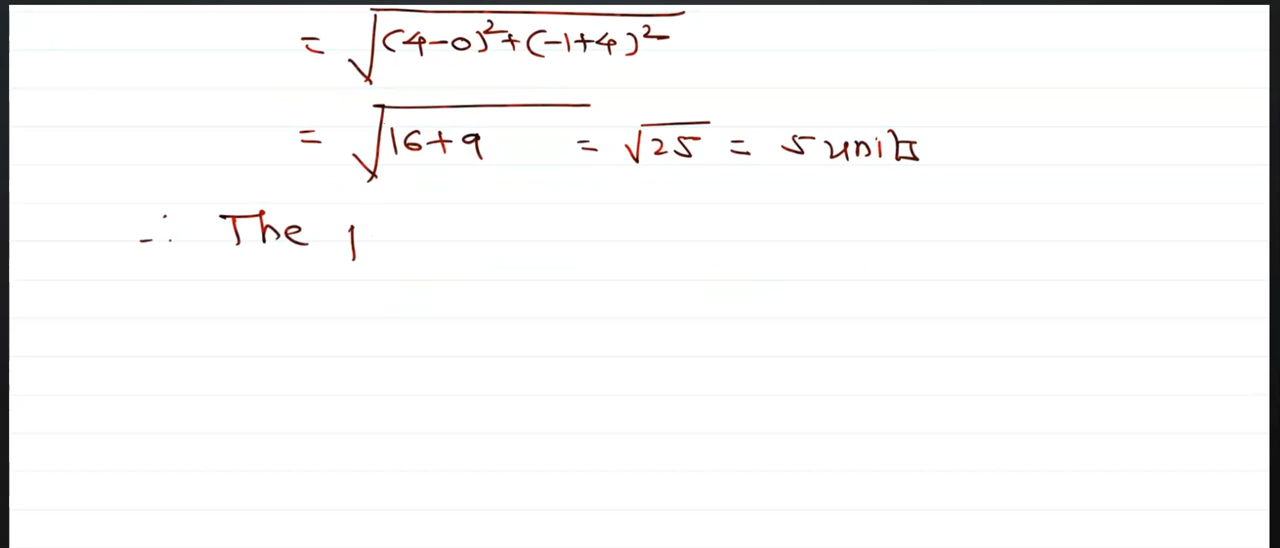 = √(4-0)²+(-1+4)²
= √16+9 = √25 = 5 units
∴ The